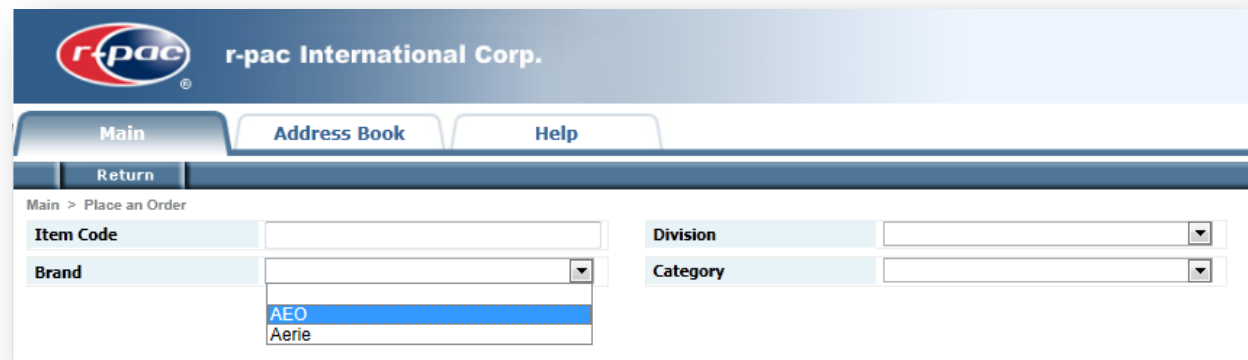 r-pac ® r-pac International Corp.
Main Address Book Help
Return
Main > Place an Order
Item Code Division
Brand Category
AEO
Aerie